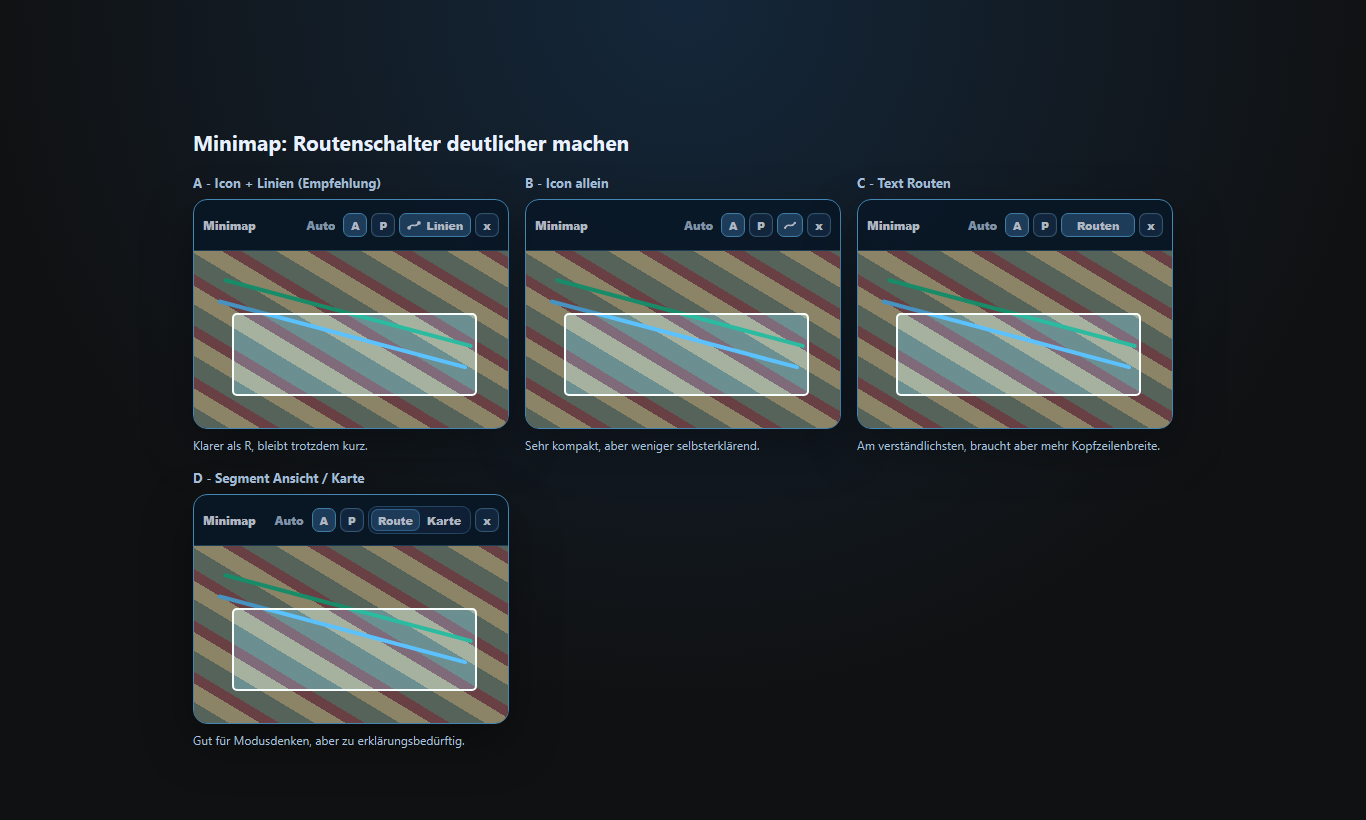 Minimap: Routenschalter deutlicher machen
A - Icon + Linien (Empfehlung)
Minimap Auto A P Linien x
Klarer als R, bleibt trotzdem kurz.
B - Icon allein
Minimap Auto A P x
Sehr kompakt, aber weniger selbsterklärend.
C - Text Routen
Minimap Auto A P Routen x
Am verständlichsten, braucht aber mehr Kopfzeilenbreite.
D - Segment Ansicht / Karte
Minimap Auto A P Route Karte x
Gut für Modusdenken, aber zu erklärungsbedürftig.